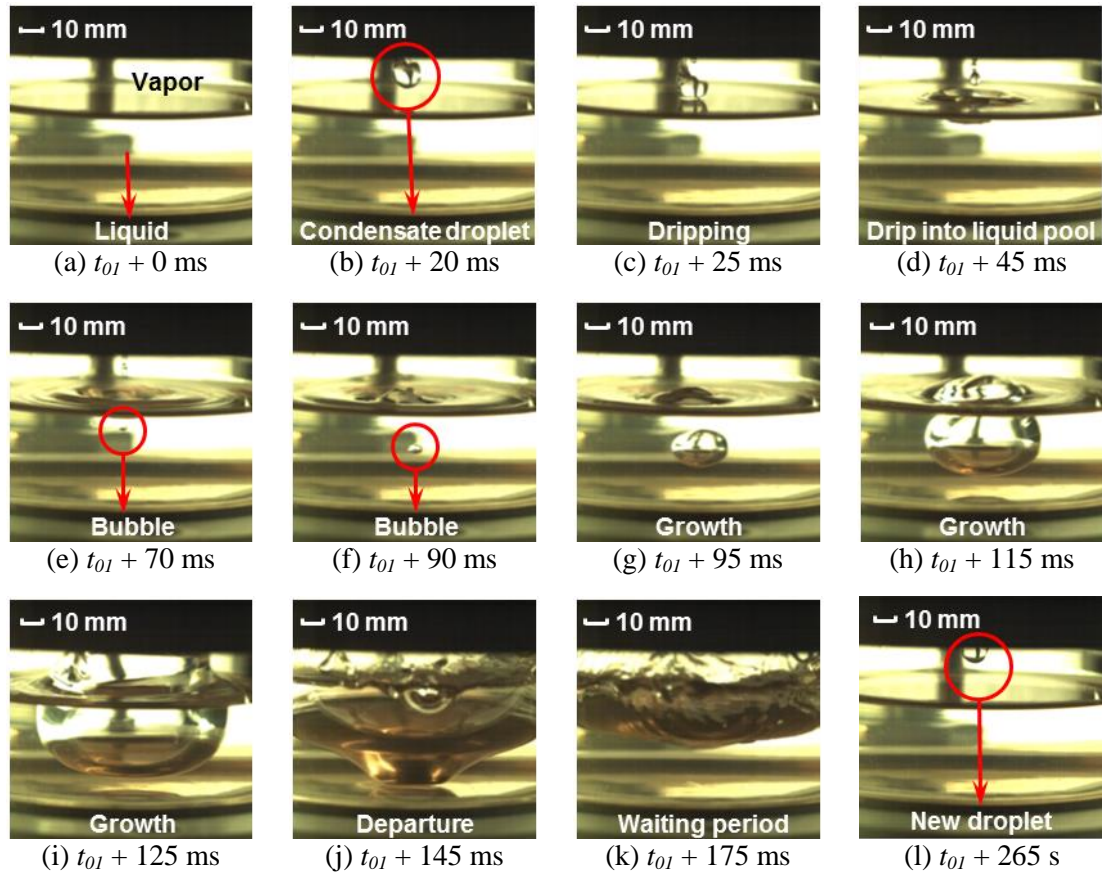 10 mm
Vapor
Liquid
(a) t01 + 0 ms
10 mm
Condensate droplet
(b) t01 + 20 ms
10 mm
Dripping
(c) t01 + 25 ms
10 mm
Drip into liquid pool
(d) t01 + 45 ms
10 mm
Bubble
(e) t01 + 70 ms
10 mm
Bubble
(f) t01 + 90 ms
10 mm
Growth
(g) t01 + 95 ms
10 mm
Growth
(h) t01 + 115 ms
10 mm
Growth
(i) t01 + 125 ms
10 mm
Departure
(j) t01 + 145 ms
10 mm
Waiting period
(k) t01 + 175 ms
10 mm
New droplet
(l) t01 + 265 s